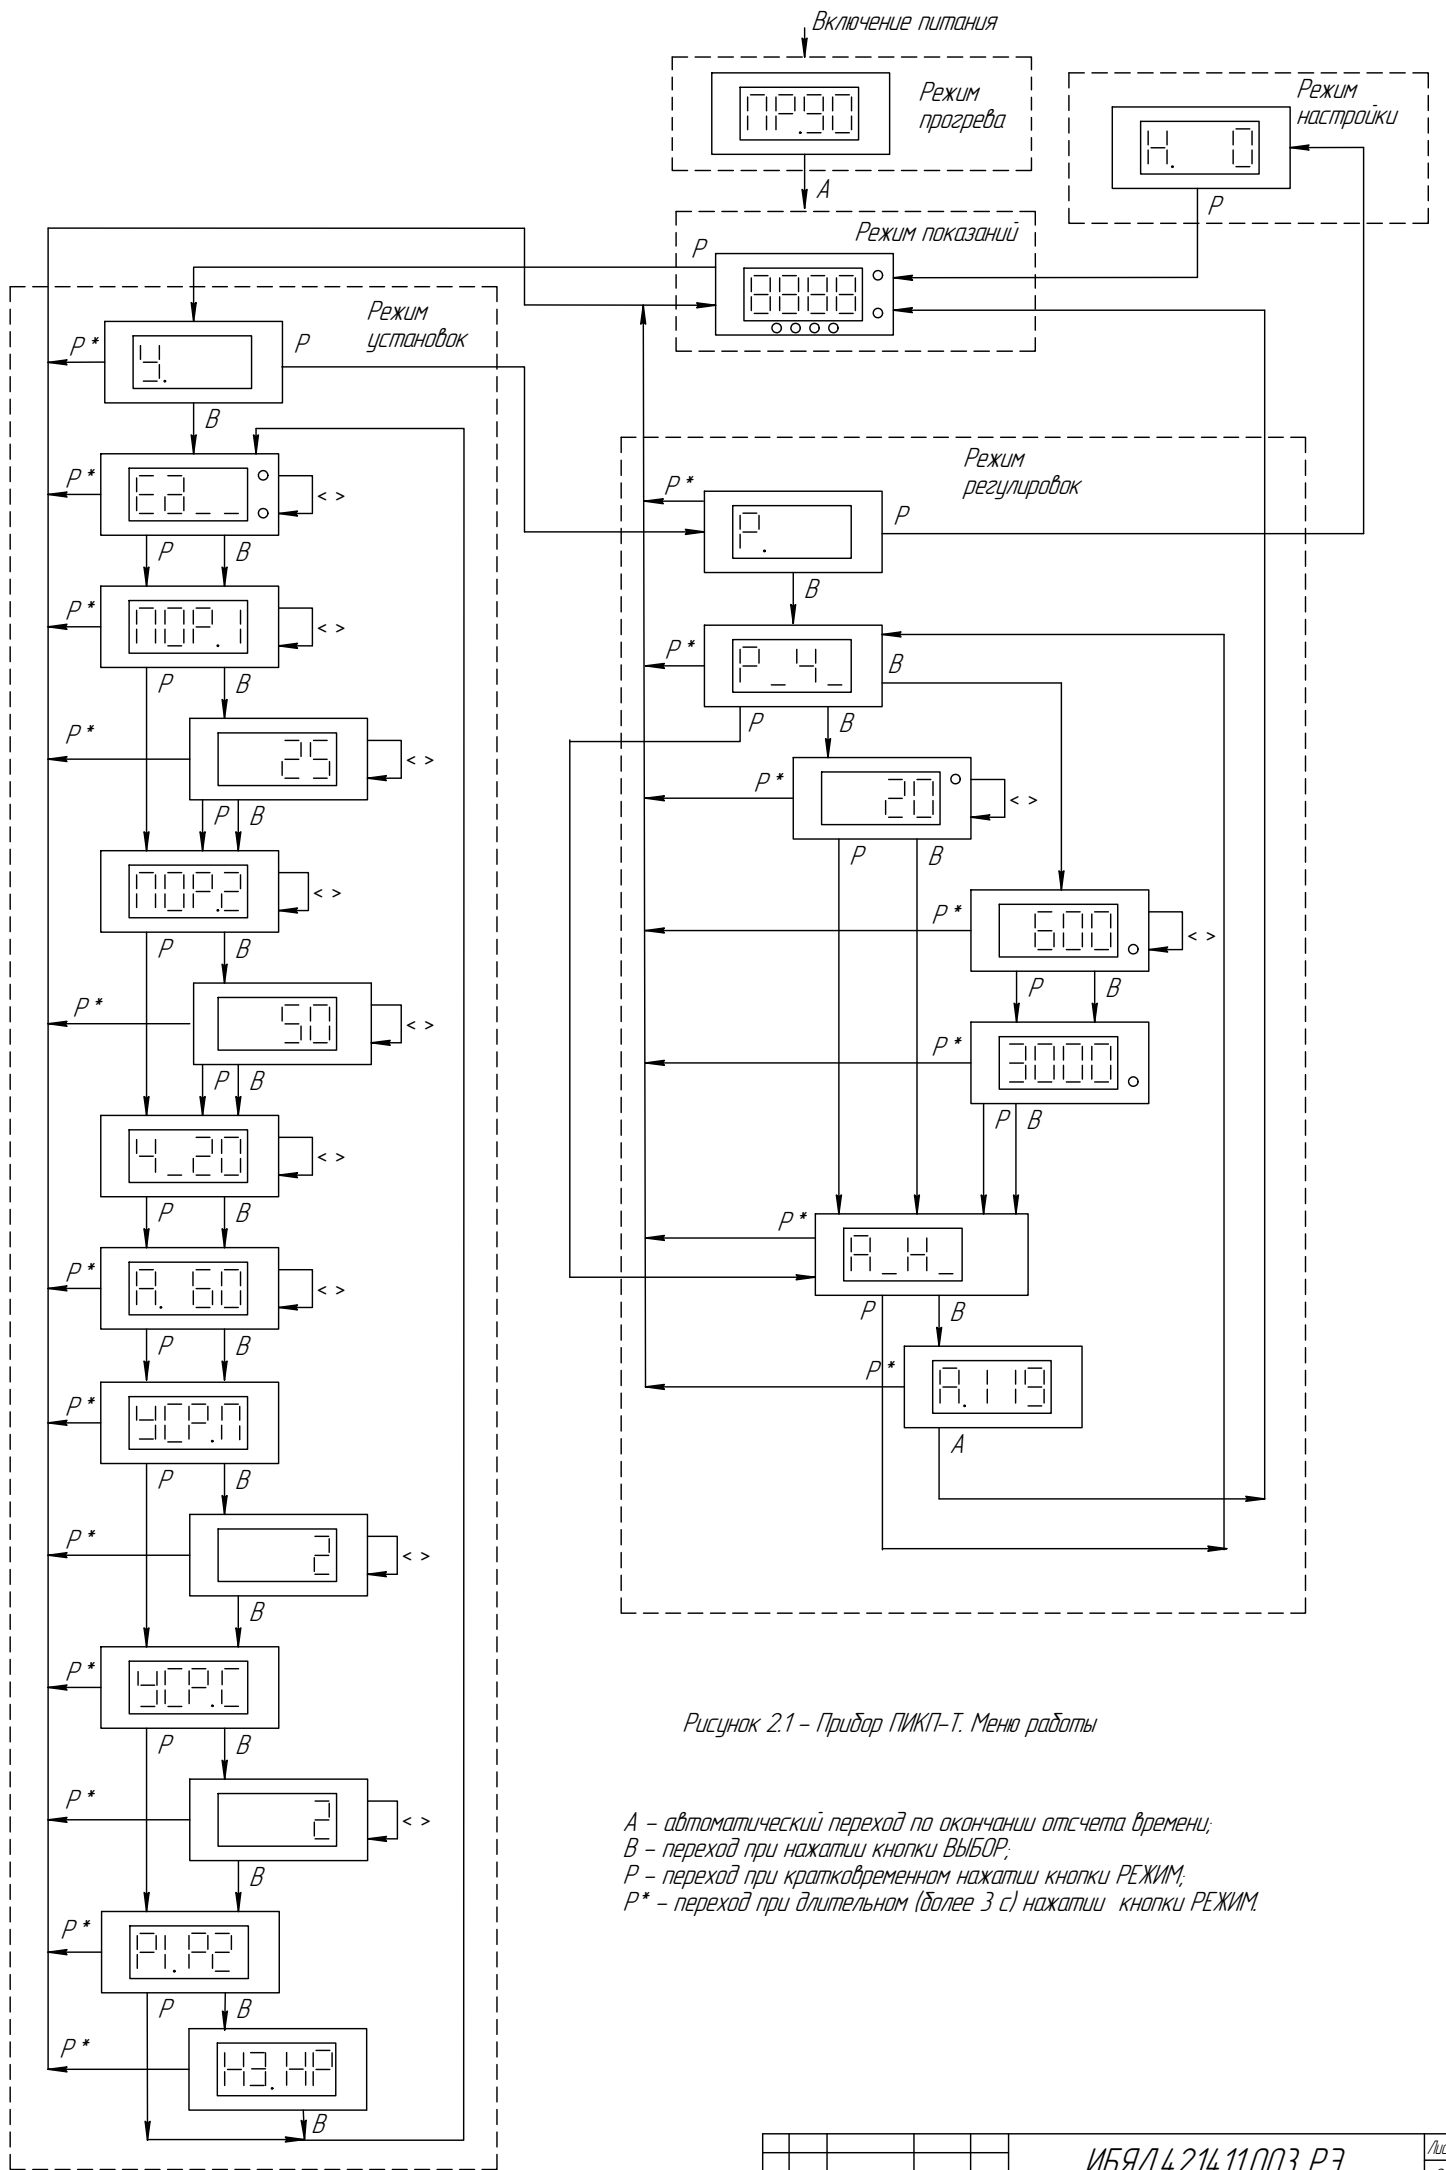 Включение питания
ПР.90
Режим
прогрева
Режим
настройки
Н. 0
А
Р
Режим показаний
Р
8888
Режим
установок
Р*
У.
Р
В
Р*
ЕД_ _
< >
Р В
Режим
регулировок
Р*
Р.
Р
В
Р*
ПОР.1
< >
Р В
Р*
Р_Ч_
В
Р В
Р*
25
< >
Р В
Р*
20
< >
Р В
ПОР.2
< >
Р В
Р*
600
< >
Р В
Р*
50
< >
Р В
Р*
3000
Р В
Ч_20
< >
Р В
Р*
А_Н_
Р В
Р*
А. 60
< >
Р В
Р*
А.119
А
Р*
УСР.П
Р В
Р*
2
< >
В
Р*
УСР.С
Р В
Р*
2
< >
В
Р*
Р1.Р2
Р В
Р*
НЗ.НР
В
Рисунок 2.1 – Прибор ПИКП-Т. Меню работы
А – автоматический переход по окончании отсчета времени;
В – переход при нажатии кнопки ВЫБОР;
Р – переход при кратковременном нажатии кнопки РЕЖИМ;
Р* – переход при длительном (более 3 с) нажатии кнопки РЕЖИМ.
ИБЯЛ.421411.003 РЭ